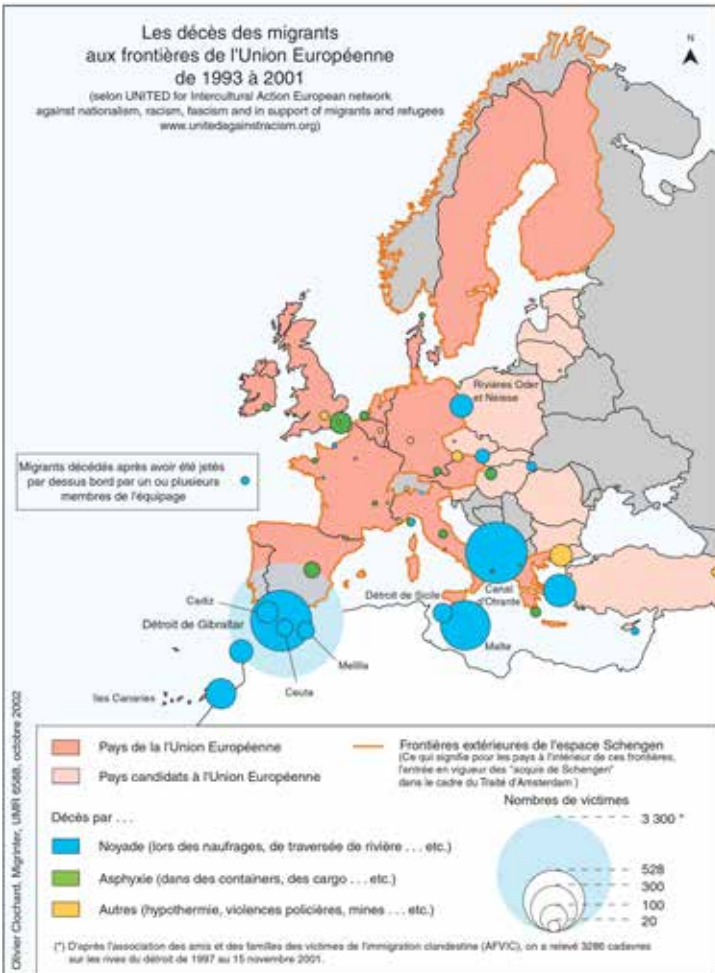 Les décès des migrants
aux frontières de l'Union Européenne
de 1993 à 2001
(selon UNITED for Intercultural Action European network
against nationalism, racism, fascism and in support of migrants and refugees
www.unitedagainstracism.org)
N
Rivières Oder
et Neisse
Migrants décédés après avoir été jetés
par dessus bord par un ou plusieurs
membres de l'équipage
Cadiz
Détroit de Gibraltar
Détroit de Sicile
Canal
d'Otrante
Malte
Melilla
Ceuta
Iles Canaries
Olivier Clochard, Migrinter, UMR 6588, octobre 2002
Pays de la l'Union Européenne
Pays candidats à l'Union Européenne
Frontières extérieures de l'espace Schengen
(Ce qui signifie pour les pays à l'intérieur de ces frontières,
l'entrée en vigueur des "acquis de Schengen"
dans le cadre du Traité d'Amsterdam )
Décès par . . .
Noyade (lors des naufrages, de traversée de rivière . . . etc.)
Asphyxie (dans des containers, des cargo . . . etc.)
Autres (hypothermie, violences policières, mines . . . etc.)
Nombres de victimes
3 300 *
528
300
100
20
(*) D'après l'association des amis et des familles des victimes de l'immigration clandestine (AFVIC), on a relevé 3286 cadavres
sur les rives du détroit de 1997 au 15 novembre 2001.